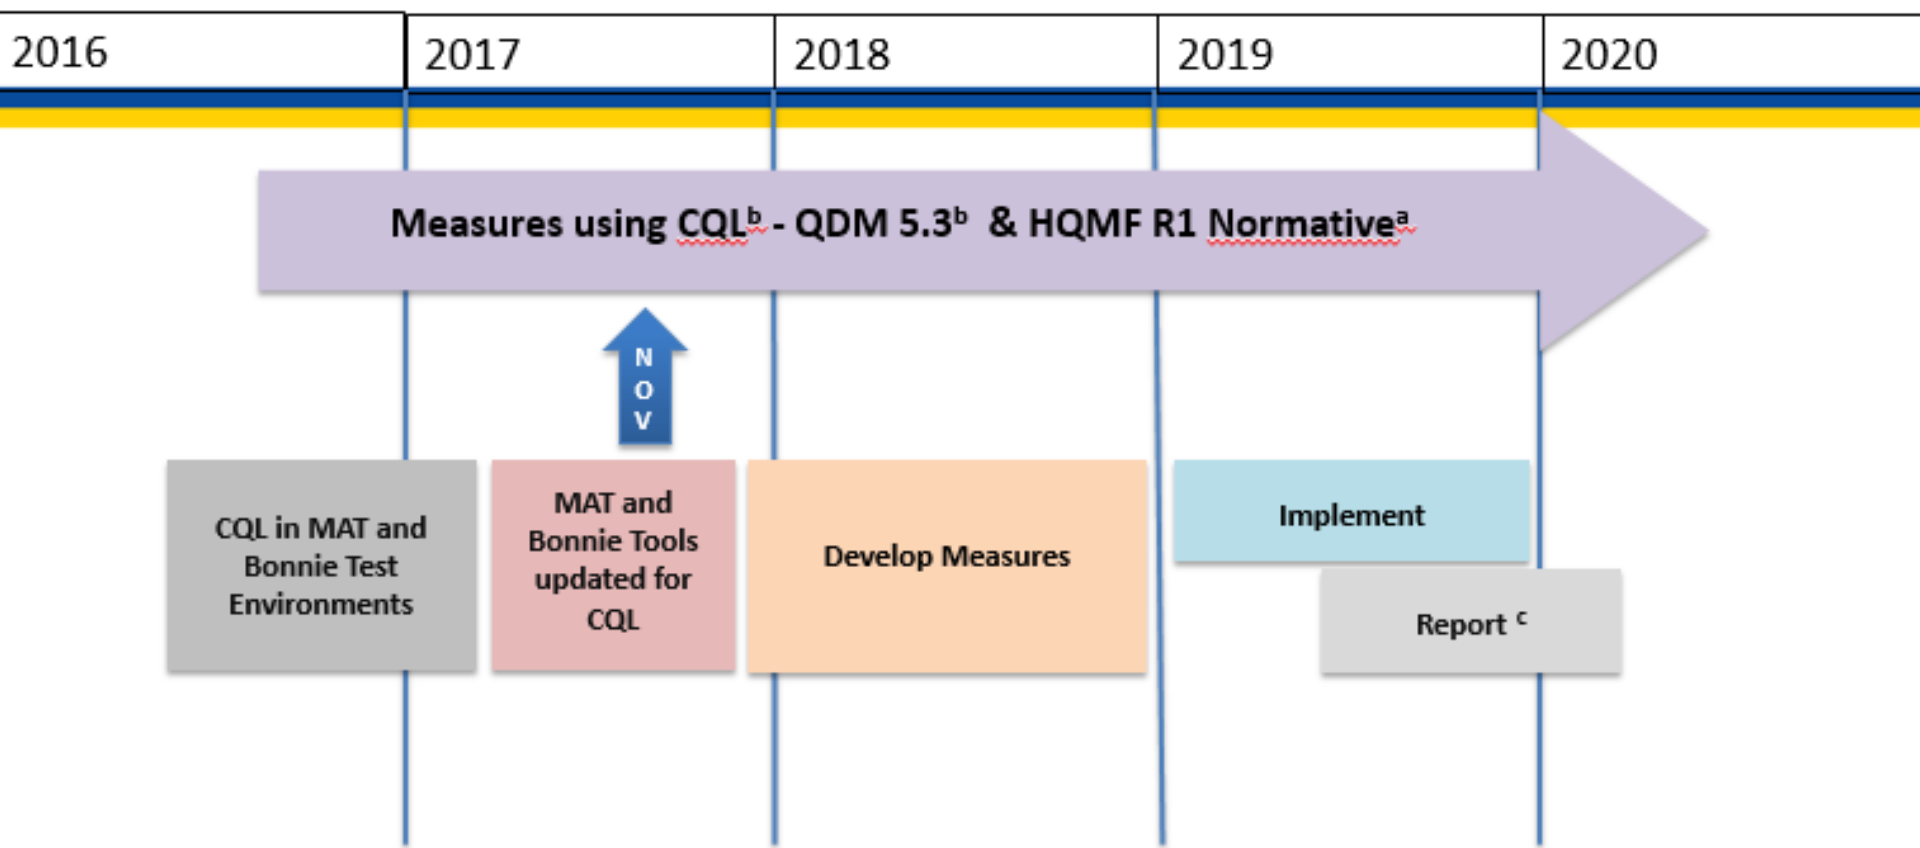 2016 2017 2018 2019 2020
Measures using CQLᵇ - QDM 5.3ᵇ & HQMF R1 Normativeᵃ
N
O
V
CQL in MAT and
Bonnie Test
Environments
MAT and
Bonnie Tools
updated for
CQL
Develop Measures
Implement
Report ᶜ